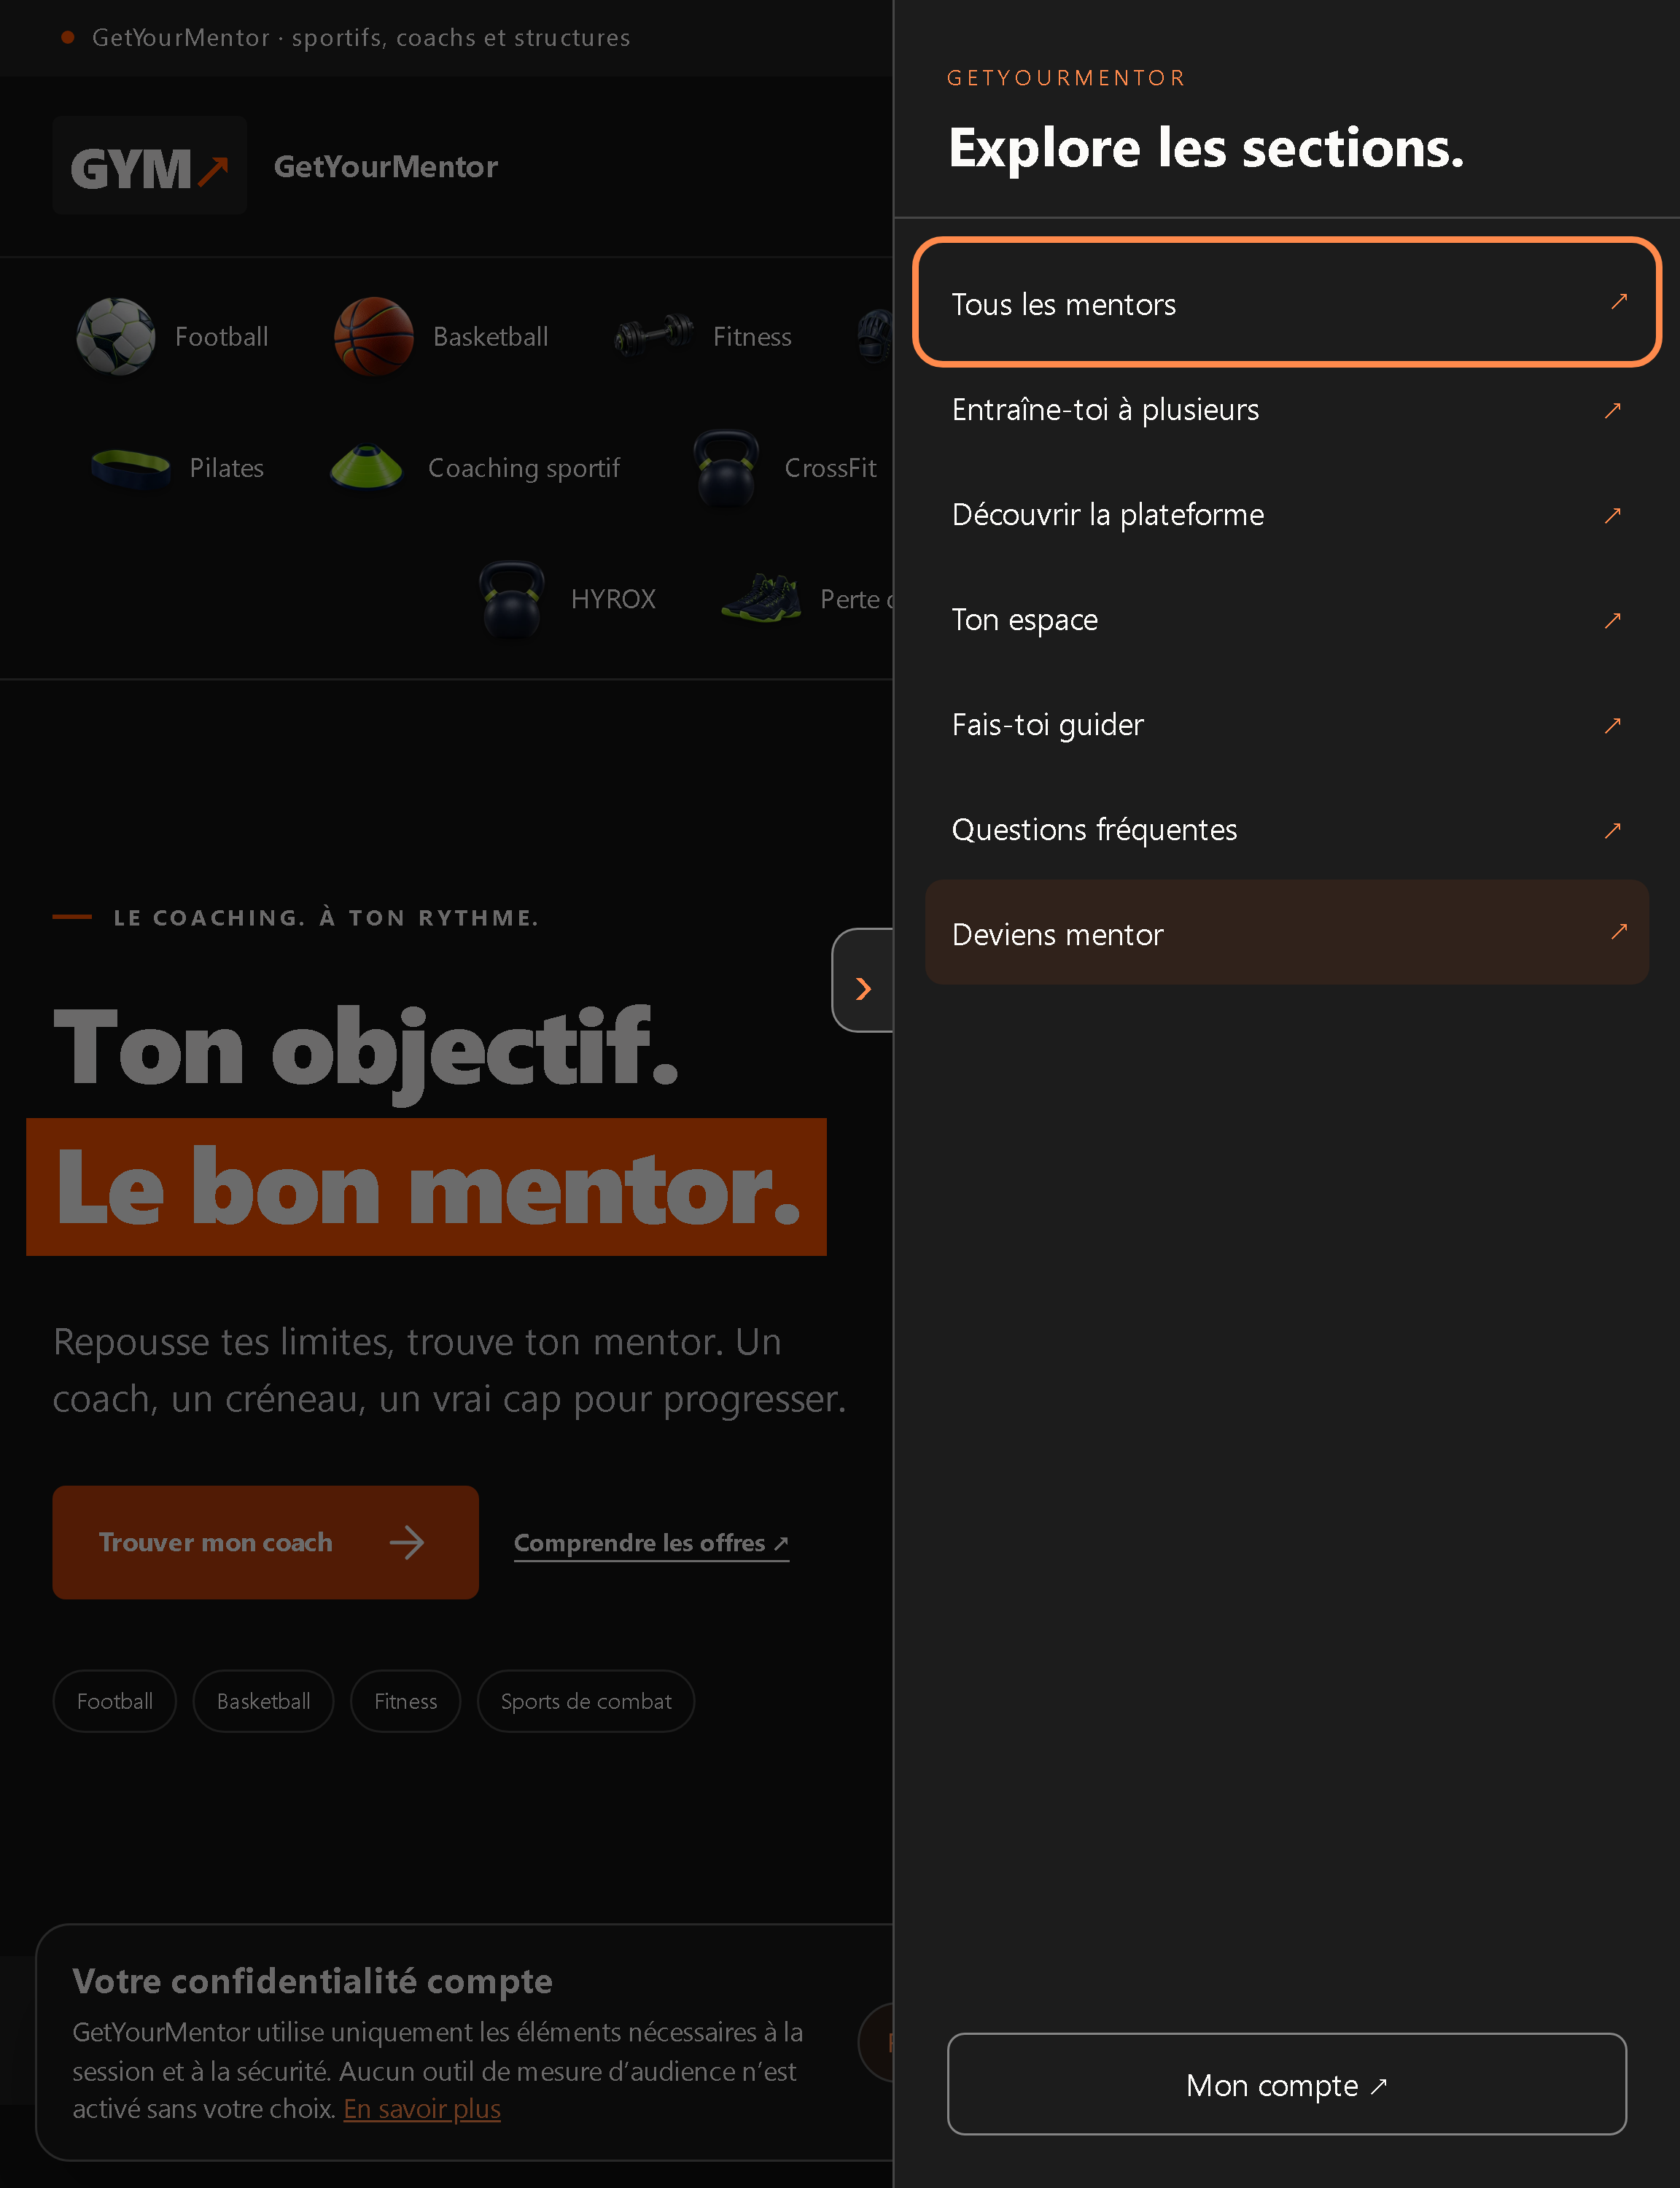 GetYourMentor · sportifs, coachs et structures
GYM↗
GetYourMentor
Football
Basketball
Fitness
Pilates
Coaching sportif
CrossFit
HYROX
Perte
LE COACHING. À TON RYTHME.
Ton objectif.
Le bon mentor.
Repousse tes limites, trouve ton mentor. Un
coach, un créneau, un vrai cap pour progresser.
Trouver mon coach →
Comprendre les offres ↗
Football
Basketball
Fitness
Sports de combat
Votre confidentialité compte
GetYourMentor utilise uniquement les éléments nécessaires à la
session et à la sécurité. Aucun outil de mesure d’audience n’est
activé sans votre choix. En savoir plus
GETYOURMENTOR
Explore les sections.
Tous les mentors ↗
Entraîne-toi à plusieurs ↗
Découvrir la plateforme ↗
Ton espace ↗
Fais-toi guider ↗
Questions fréquentes ↗
Deviens mentor ↗
Mon compte ↗